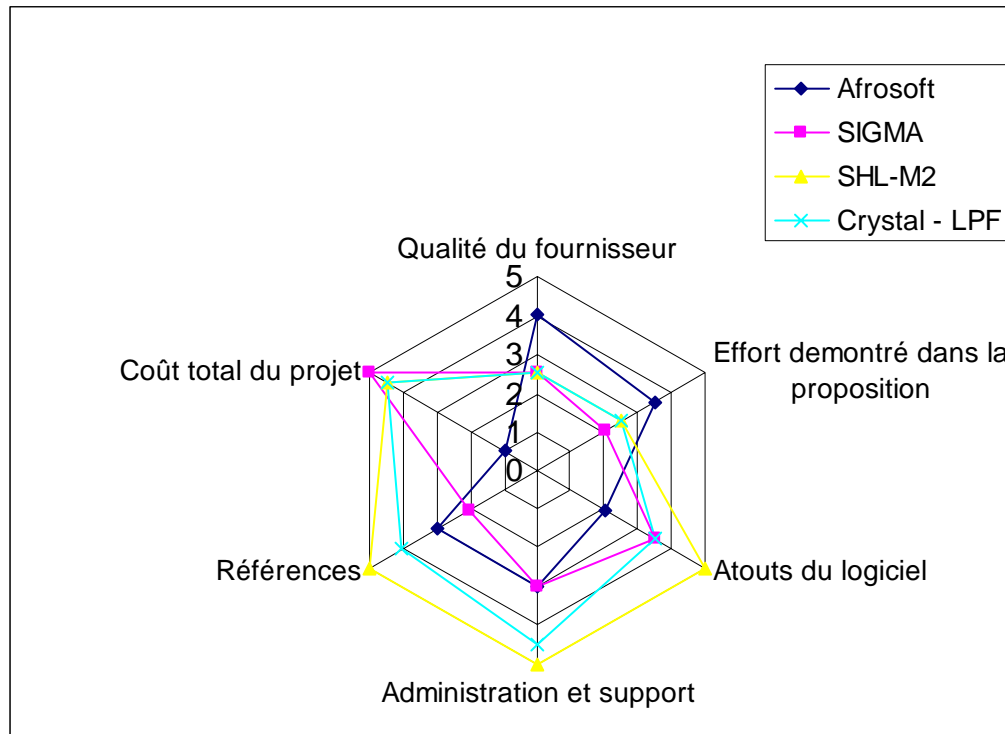 Afrosoft
SIGMA
SHL-M2
Crystal - LPF
Qualité du fournisseur
5
4
3
2
1
0
Effort demontré dans la
proposition
Atouts du logiciel
Administration et support
Références
Coût total du projet